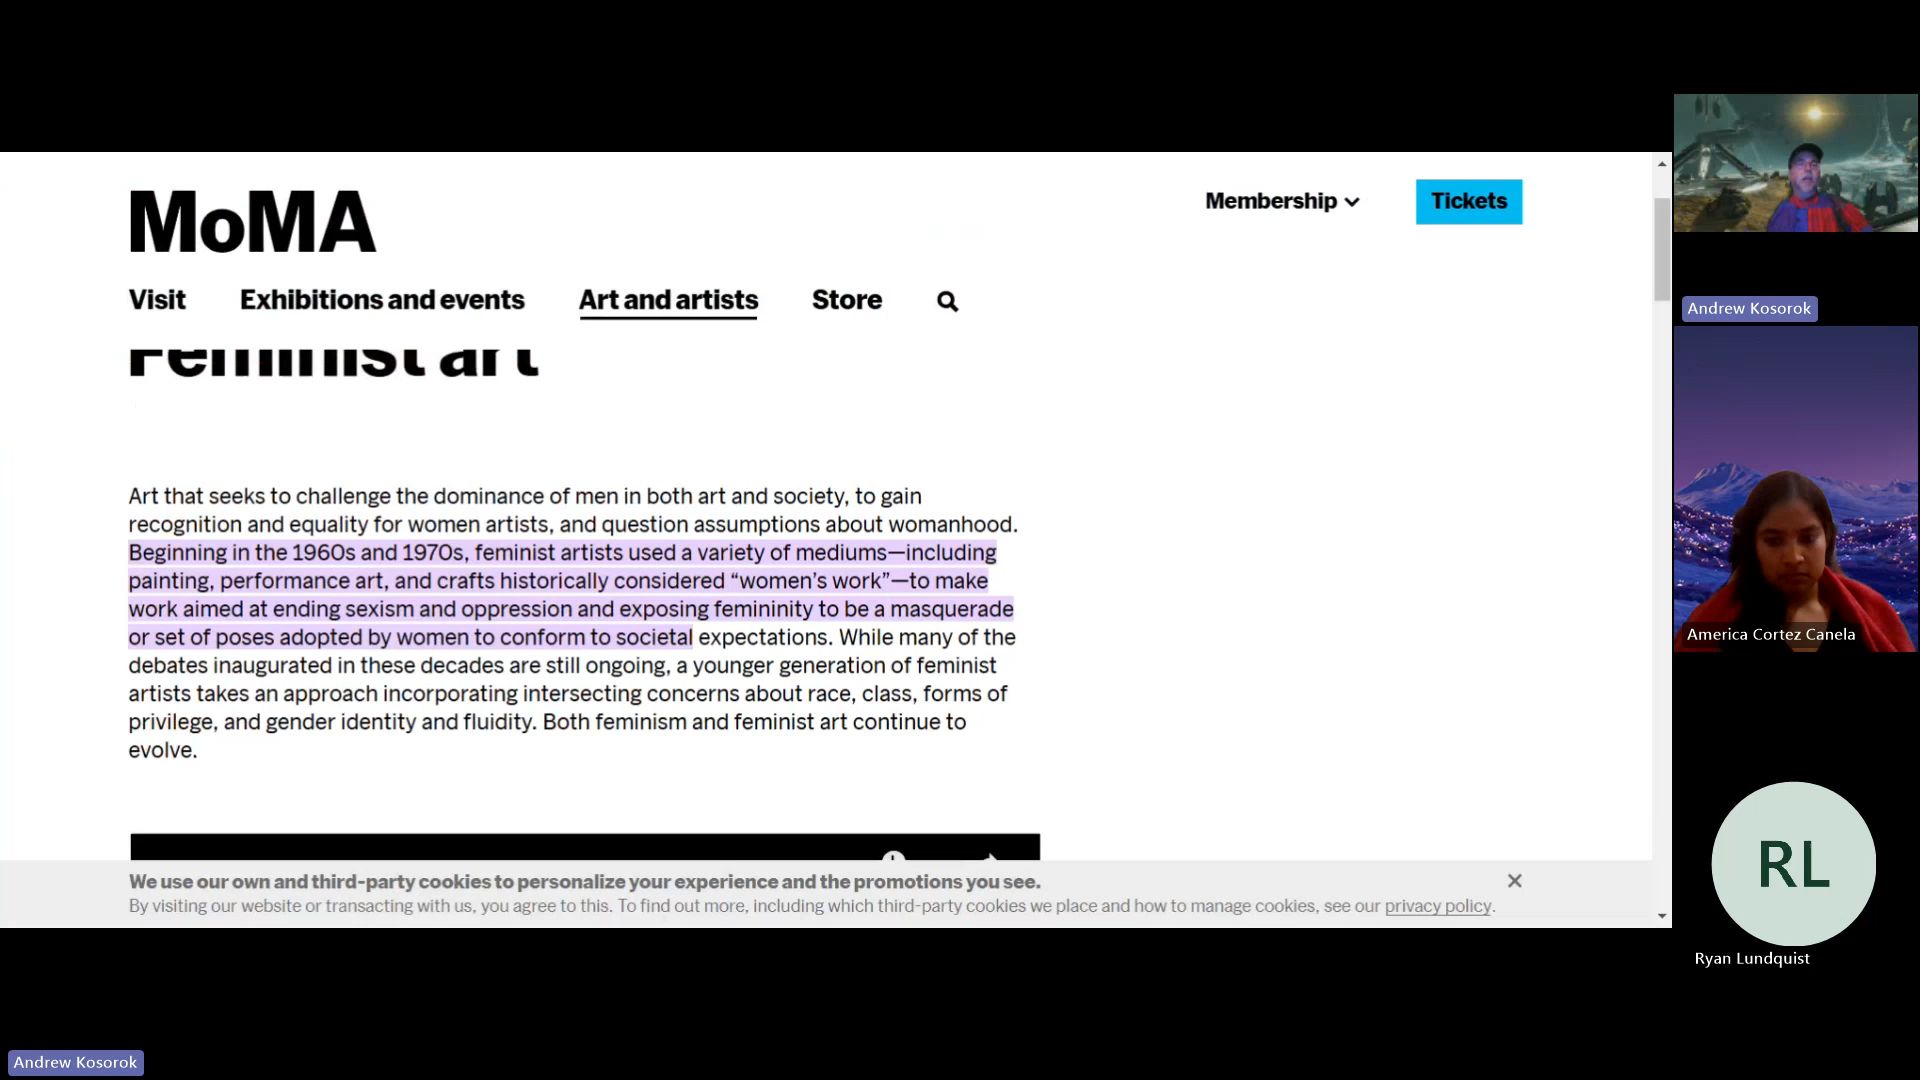 MoMA
Membership
Tickets
Visit
Exhibitions and events
Art and artists
Store
Feminist art
Art that seeks to challenge the dominance of men in both art and society, to gain
recognition and equality for women artists, and question assumptions about womanhood.
Beginning in the 1960s and 1970s, feminist artists used a variety of mediums—including
painting, performance art, and crafts historically considered “women’s work”—to make
work aimed at ending sexism and oppression and exposing femininity to be a masquerade
or set of poses adopted by women to conform to societal expectations. While many of the
debates inaugurated in these decades are still ongoing, a younger generation of feminist
artists takes an approach incorporating intersecting concerns about race, class, forms of
privilege, and gender identity and fluidity. Both feminism and feminist art continue to
evolve.
We use our own and third-party cookies to personalize your experience and the promotions you see.
By visiting our website or transacting with us, you agree to this. To find out more, including which third-party cookies we place and how to manage cookies, see our privacy policy.
Andrew Kosorok
America Cortez Canela
RL
Ryan Lundquist
Andrew Kosorok